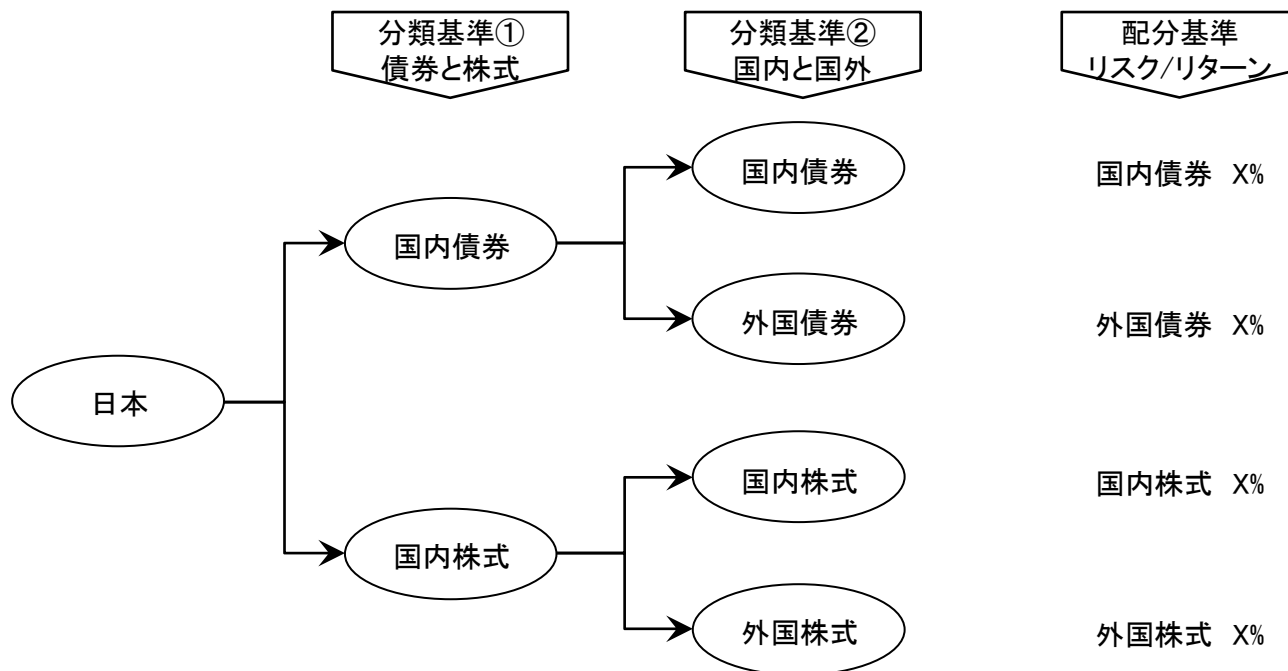 分類基準①
債券と株式
分類基準②
国内と国外
配分基準
リスク/リターン
国内債券
国内債券 X%
国内債券
外国債券
外国債券 X%
日本
国内株式
国内株式 X%
国内株式
外国株式
外国株式 X%